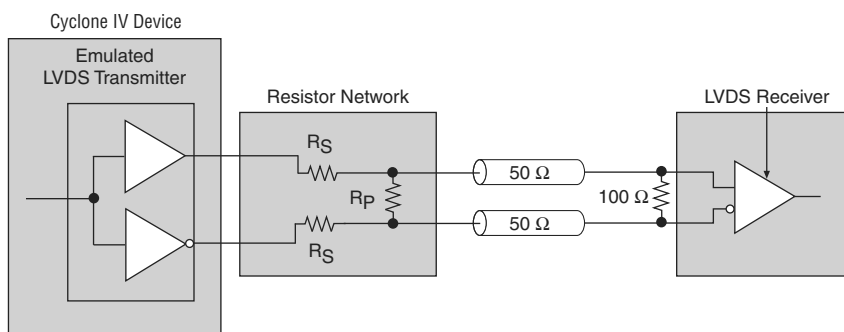 Cyclone IV Device
Emulated
LVDS Transmitter
Resistor Network
LVDS Receiver
RS
50 Ω
RP
100 Ω
50 Ω
RS